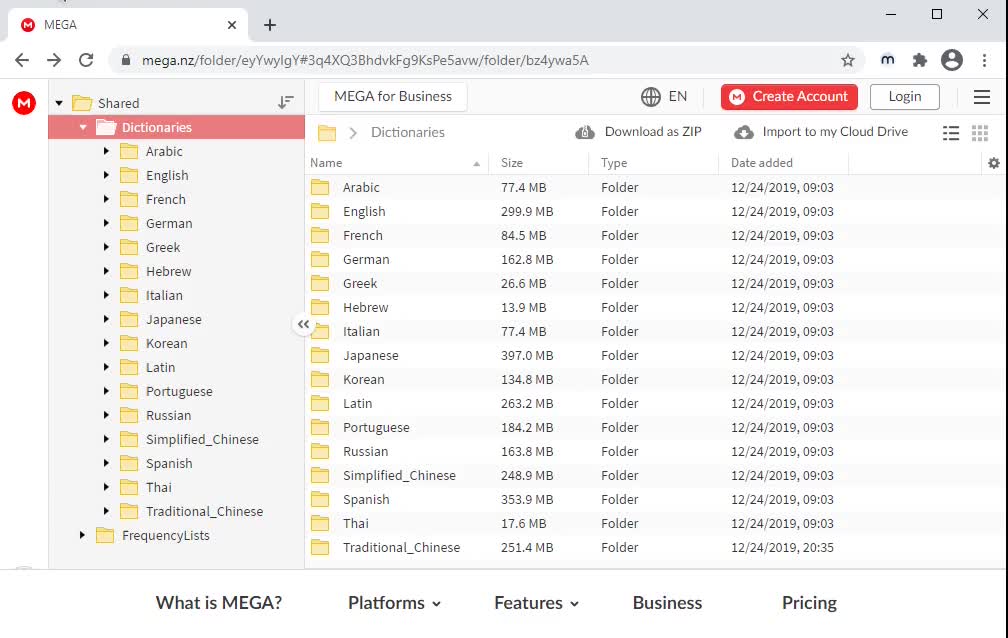 MEGA
mega.nz/folder/eyYwyIgY#3q4XQ3BhdvkFg9KsPe5avw/folder/bz4ywa5A
Shared
MEGA for Business
EN
Create Account
Login
Dictionaries
Dictionaries
Download as ZIP
Import to my Cloud Drive
Name Size Type Date added
Arabic
English
French
German
Greek
Hebrew
Italian
Japanese
Korean
Latin
Portuguese
Russian
Simplified_Chinese
Spanish
Thai
Traditional_Chinese
FrequencyLists
Arabic 77.4 MB Folder 12/24/2019, 09:03
English 299.9 MB Folder 12/24/2019, 09:03
French 84.5 MB Folder 12/24/2019, 09:03
German 162.8 MB Folder 12/24/2019, 09:03
Greek 26.6 MB Folder 12/24/2019, 09:03
Hebrew 13.9 MB Folder 12/24/2019, 09:03
Italian 77.4 MB Folder 12/24/2019, 09:03
Japanese 397.0 MB Folder 12/24/2019, 09:03
Korean 134.8 MB Folder 12/24/2019, 09:03
Latin 263.2 MB Folder 12/24/2019, 09:03
Portuguese 184.2 MB Folder 12/24/2019, 09:03
Russian 163.8 MB Folder 12/24/2019, 09:03
Simplified_Chinese 248.9 MB Folder 12/24/2019, 09:03
Spanish 353.9 MB Folder 12/24/2019, 09:03
Thai 17.6 MB Folder 12/24/2019, 09:03
Traditional_Chinese 251.4 MB Folder 12/24/2019, 20:35
What is MEGA? Platforms Features Business Pricing